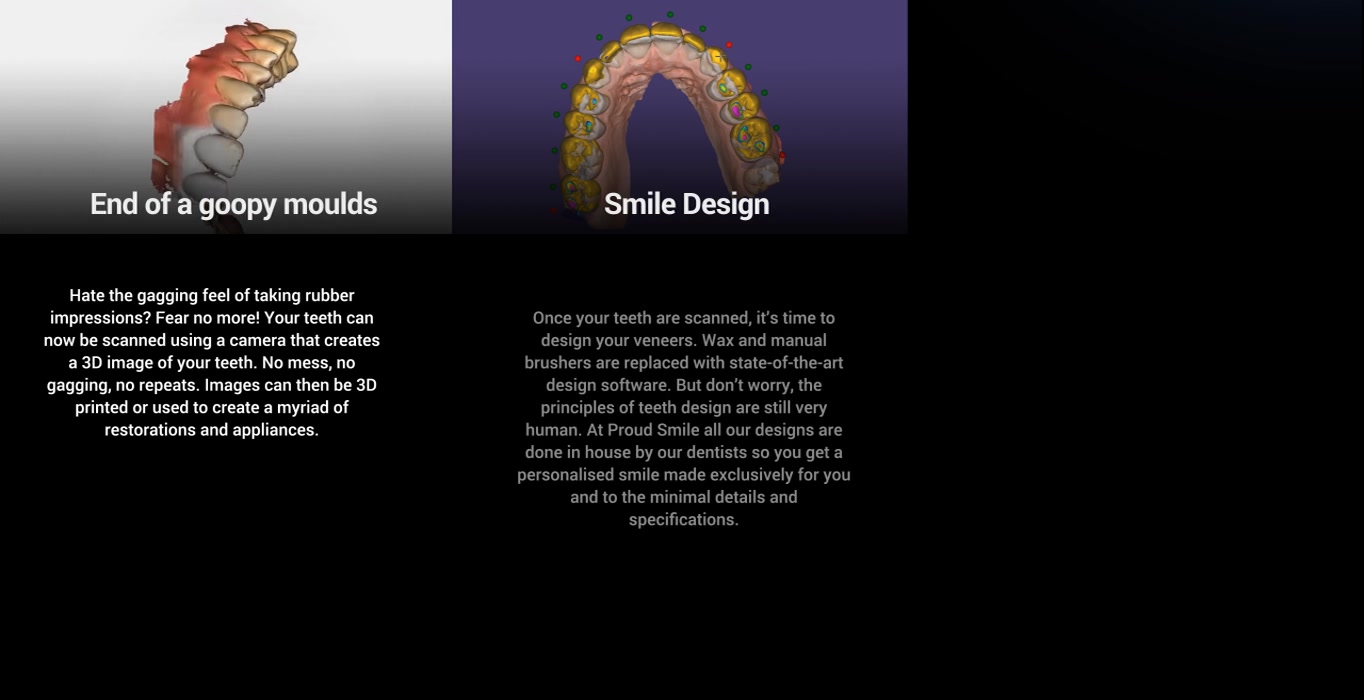 End of a goopy moulds
Hate the gagging feel of taking rubber
impressions? Fear no more! Your teeth can
now be scanned using a camera that creates
a 3D image of your teeth. No mess, no
gagging, no repeats. Images can then be 3D
printed or used to create a myriad of
restorations and appliances.
Smile Design
Once your teeth are scanned, it’s time to
design your veneers. Wax and manual
brushers are replaced with state-of-the-art
design software. But don’t worry, the
principles of teeth design are still very
human. At Proud Smile all our designs are
done in house by our dentists so you get a
personalised smile made exclusively for you
and to the minimal details and
specifications.